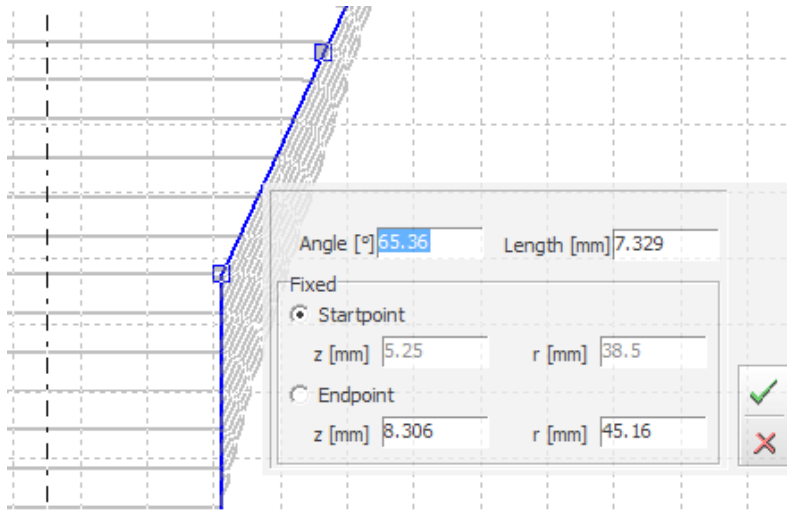 Angle [°] 65.36 Length [mm] 7.329
Fixed
Startpoint
z [mm] 5.25 r [mm] 38.5
Endpoint
z [mm] 8.306 r [mm] 45.16